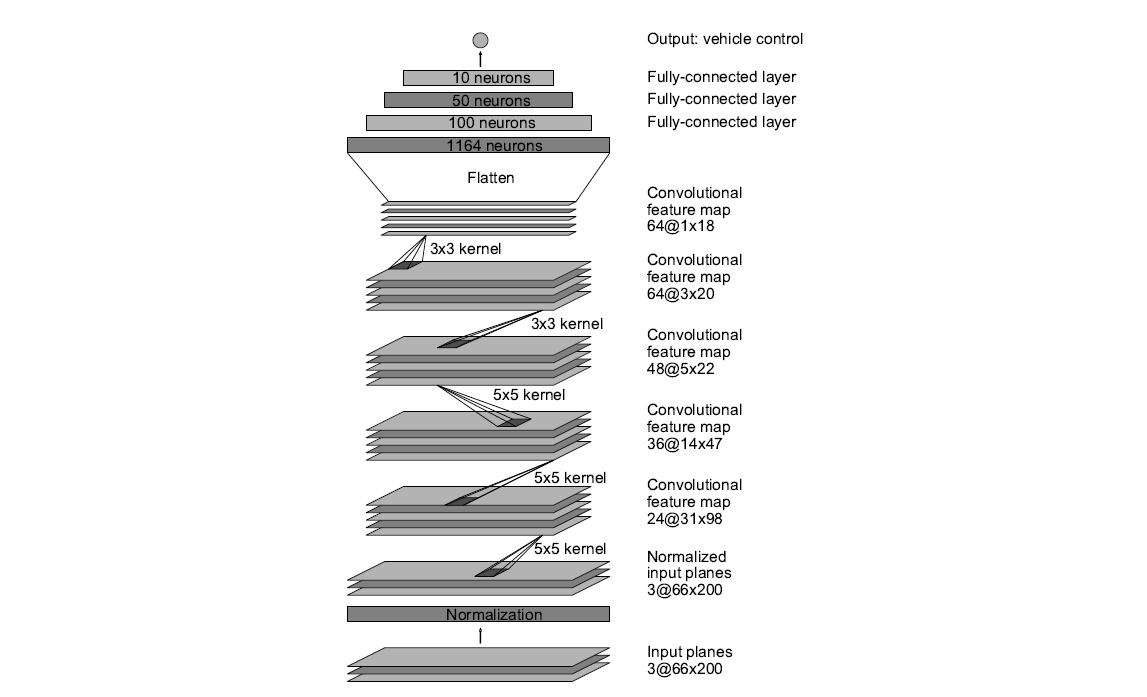 Output: vehicle control
10 neurons
Fully-connected layer
50 neurons
Fully-connected layer
100 neurons
Fully-connected layer
1164 neurons
Flatten
Convolutional
feature map
64@1x18
3x3 kernel
Convolutional
feature map
64@3x20
3x3 kernel
Convolutional
feature map
48@5x22
5x5 kernel
Convolutional
feature map
36@14x47
5x5 kernel
Convolutional
feature map
24@31x98
5x5 kernel
Normalized
input planes
3@66x200
Normalization
Input planes
3@66x200